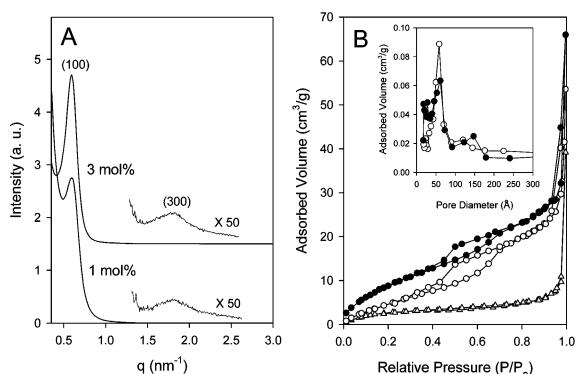 A
B
Intensity (a. u.)
5
4
3
2
1
0
(100)
3 mol%
(300)
X 50
1 mol%
X 50
0.5 1.0 1.5 2.0 2.5 3.0
q (nm-1)
Adsorbed Volume (cm3/g)
70
60
50
40
30
20
10
0
Adsorbed Volume (cm3/g)
0.10
0.08
0.06
0.04
0.02
0.00
0 50 100 150 200 250 300
Pore Diameter (Å)
0.0 0.2 0.4 0.6 0.8 1.0
Relative Pressure (P/P0)